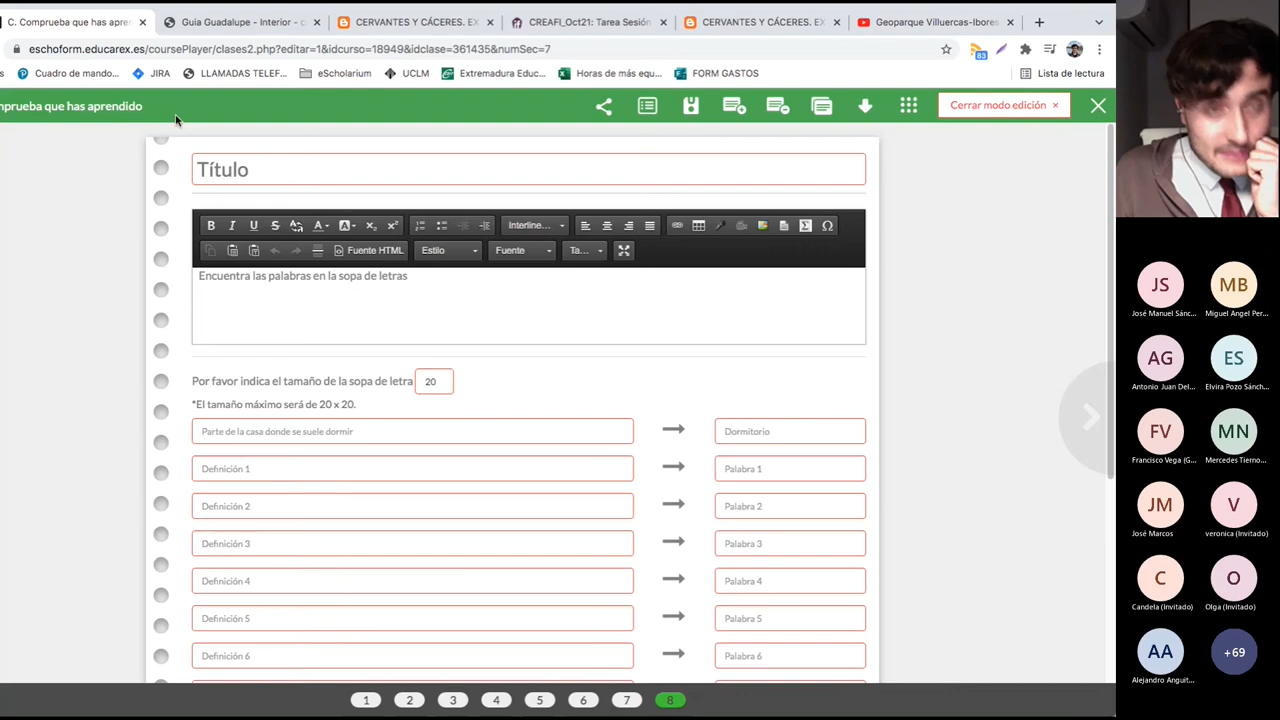 C. Comprueba que has apren
Guia Guadalupe - Interior - c
CERVANTES Y CÁCERES. EX
CREAFI_Oct21: Tarea Sesión
CERVANTES Y CÁCERES. EX
Geoparque Villuercas-Ibores
eschoform.educarex.es/coursePlayer/clases2.php?editar=1&idcurso=18949&idclase=361435&numSec=7
83
s
Cuadro de mando...
JIRA
LLAMADAS TELEF...
eScholarium
UCLM
Extremadura Educ...
Horas de más equ...
FORM GASTOS
Lista de lectura
mprueba que has aprendido
Cerrar modo edición ×
Título
Interline...
Fuente HTML
Estilo
Fuente
Ta...
Encuentra las palabras en la sopa de letras
Por favor indica el tamaño de la sopa de letra 20
*El tamaño máximo será de 20 x 20.
Parte de la casa donde se suele dormir
Dormitorio
Definición 1
Palabra 1
Definición 2
Palabra 2
Definición 3
Palabra 3
Definición 4
Palabra 4
Definición 5
Palabra 5
Definición 6
Palabra 6
1 2 3 4 5 6 7 8
JS
MB
José Manuel Sánc...
Miguel Angel Per...
AG
ES
Antonio Juan Del...
Elvira Pozo Sánch...
FV
MN
Francisco Vega (G...
Mercedes Tierno...
JM
V
José Marcos
veronica (Invitado)
C
O
Candela (Invitado)
Olga (Invitado)
AA
+69
Alejandro Anguit...